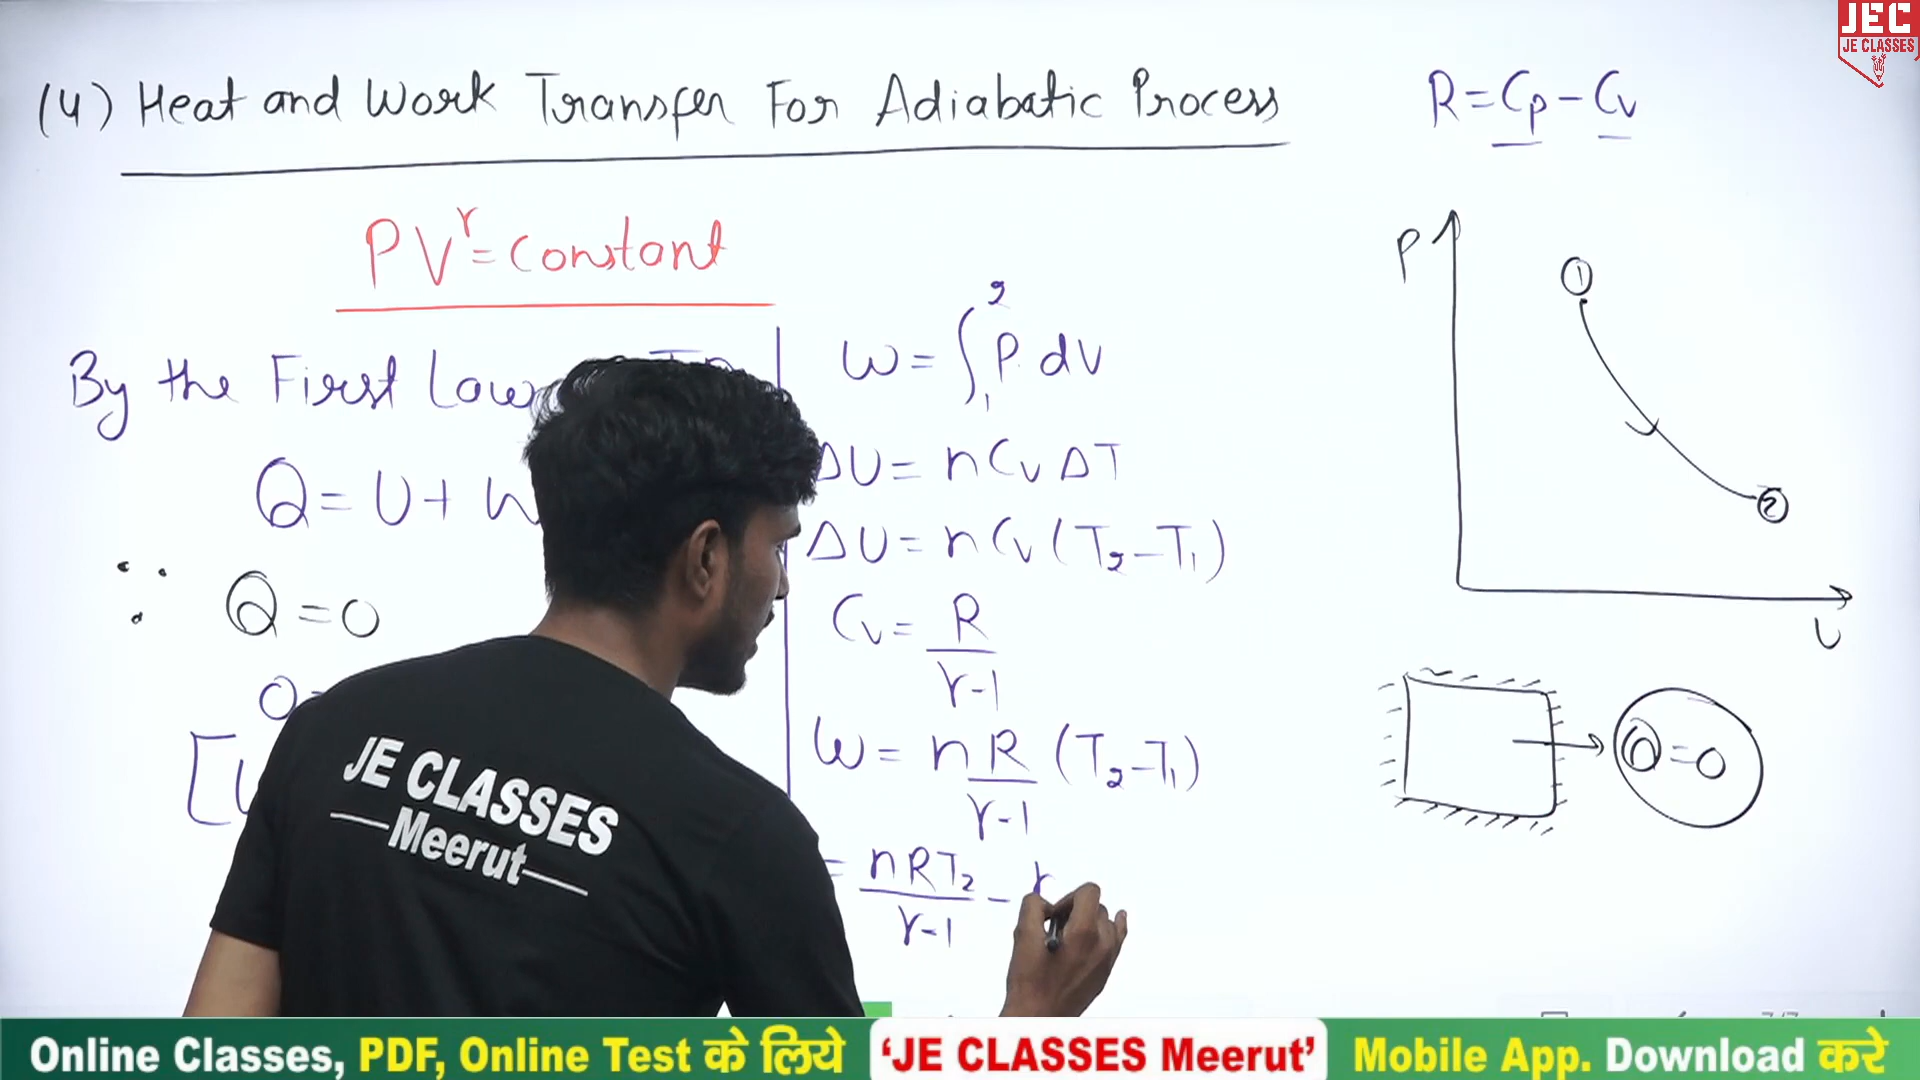 JEC
JE CLASSES
(4) Heat and Work Transfer For Adiabatic Process
R=Cp-Cv
PV^γ=Constant
By the First Law
Q=U+W
∵ Q=0
0=
[
W=∫₁² P.dV
ΔU=nCvΔT
ΔU=nCv(T₂-T₁)
Cv=R/γ-1
W=nR/γ-1 (T₂-T₁)
=nRT₂/γ-1 -
P
①
②
V
Q=0
JE CLASSES
Meerut
Online Classes, PDF, Online Test के लिये 'JE CLASSES Meerut' Mobile App. Download करे